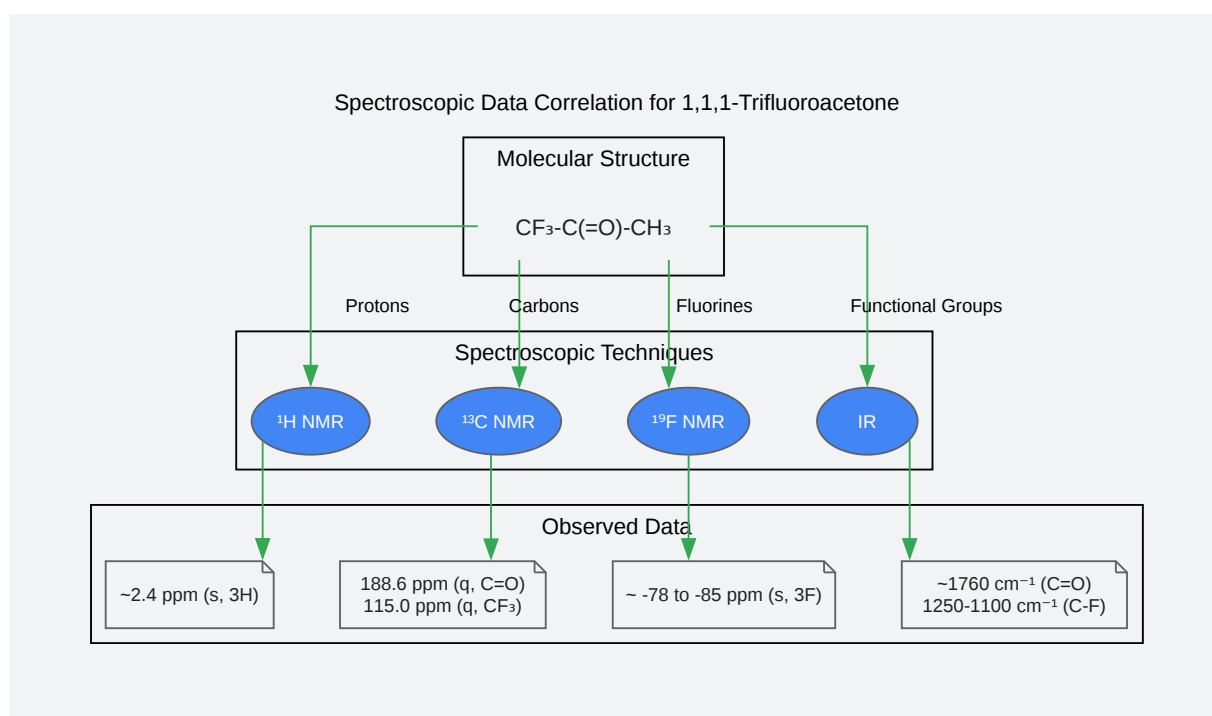 Spectroscopic Data Correlation for 1,1,1-Trifluoroacetone
Molecular Structure
CF₃-C(=O)-CH₃
Protons
Carbons
Fluorines
Functional Groups
Spectroscopic Techniques
¹H NMR
¹³C NMR
¹⁹F NMR
IR
Observed Data
~2.4 ppm (s, 3H)
188.6 ppm (q, C=O)
115.0 ppm (q, CF₃)
~ -78 to -85 ppm (s, 3F)
~1760 cm⁻¹ (C=O)
1250-1100 cm⁻¹ (C-F)